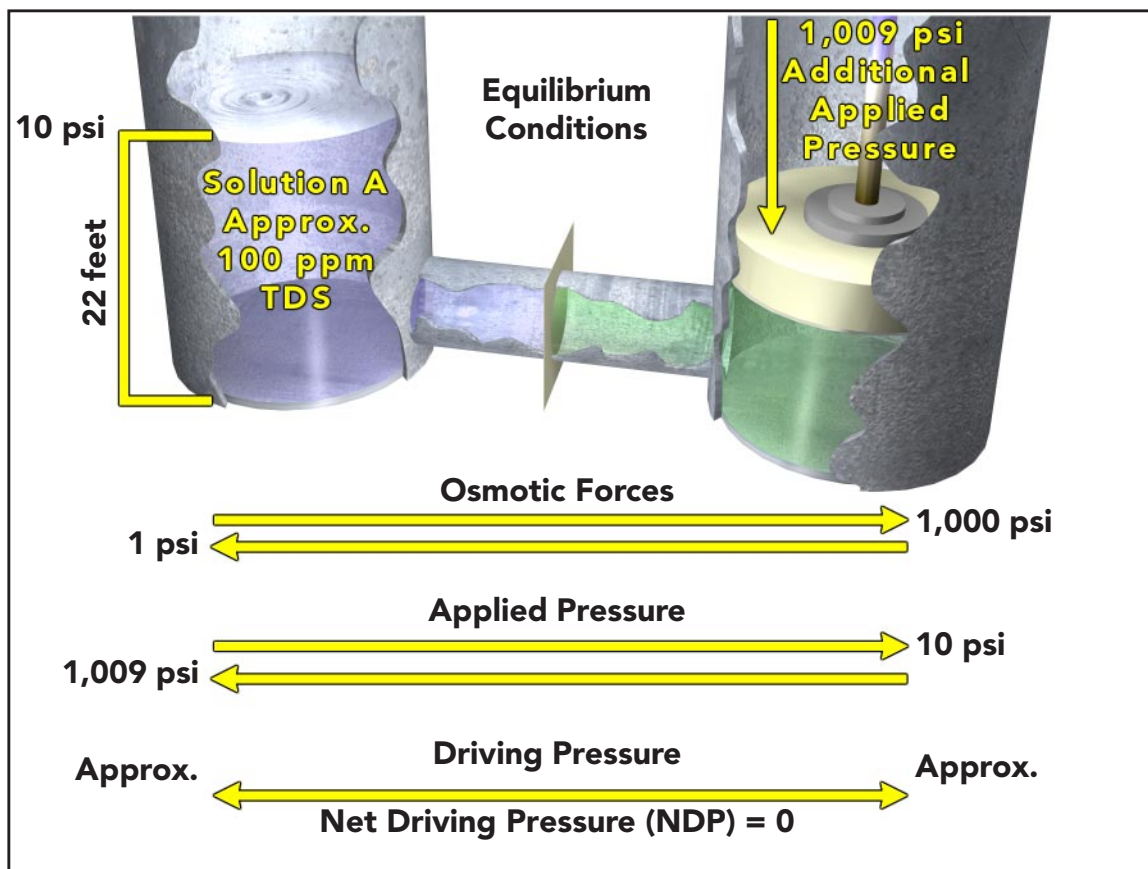 1,009 psi
Additional
Applied
Pressure
Equilibrium
Conditions
10 psi
22 feet
Solution A
Approx.
100 ppm
TDS
Osmotic Forces
1,000 psi
1 psi
Applied Pressure
10 psi
1,009 psi
Driving Pressure
Approx.
Approx.
Net Driving Pressure (NDP) = 0